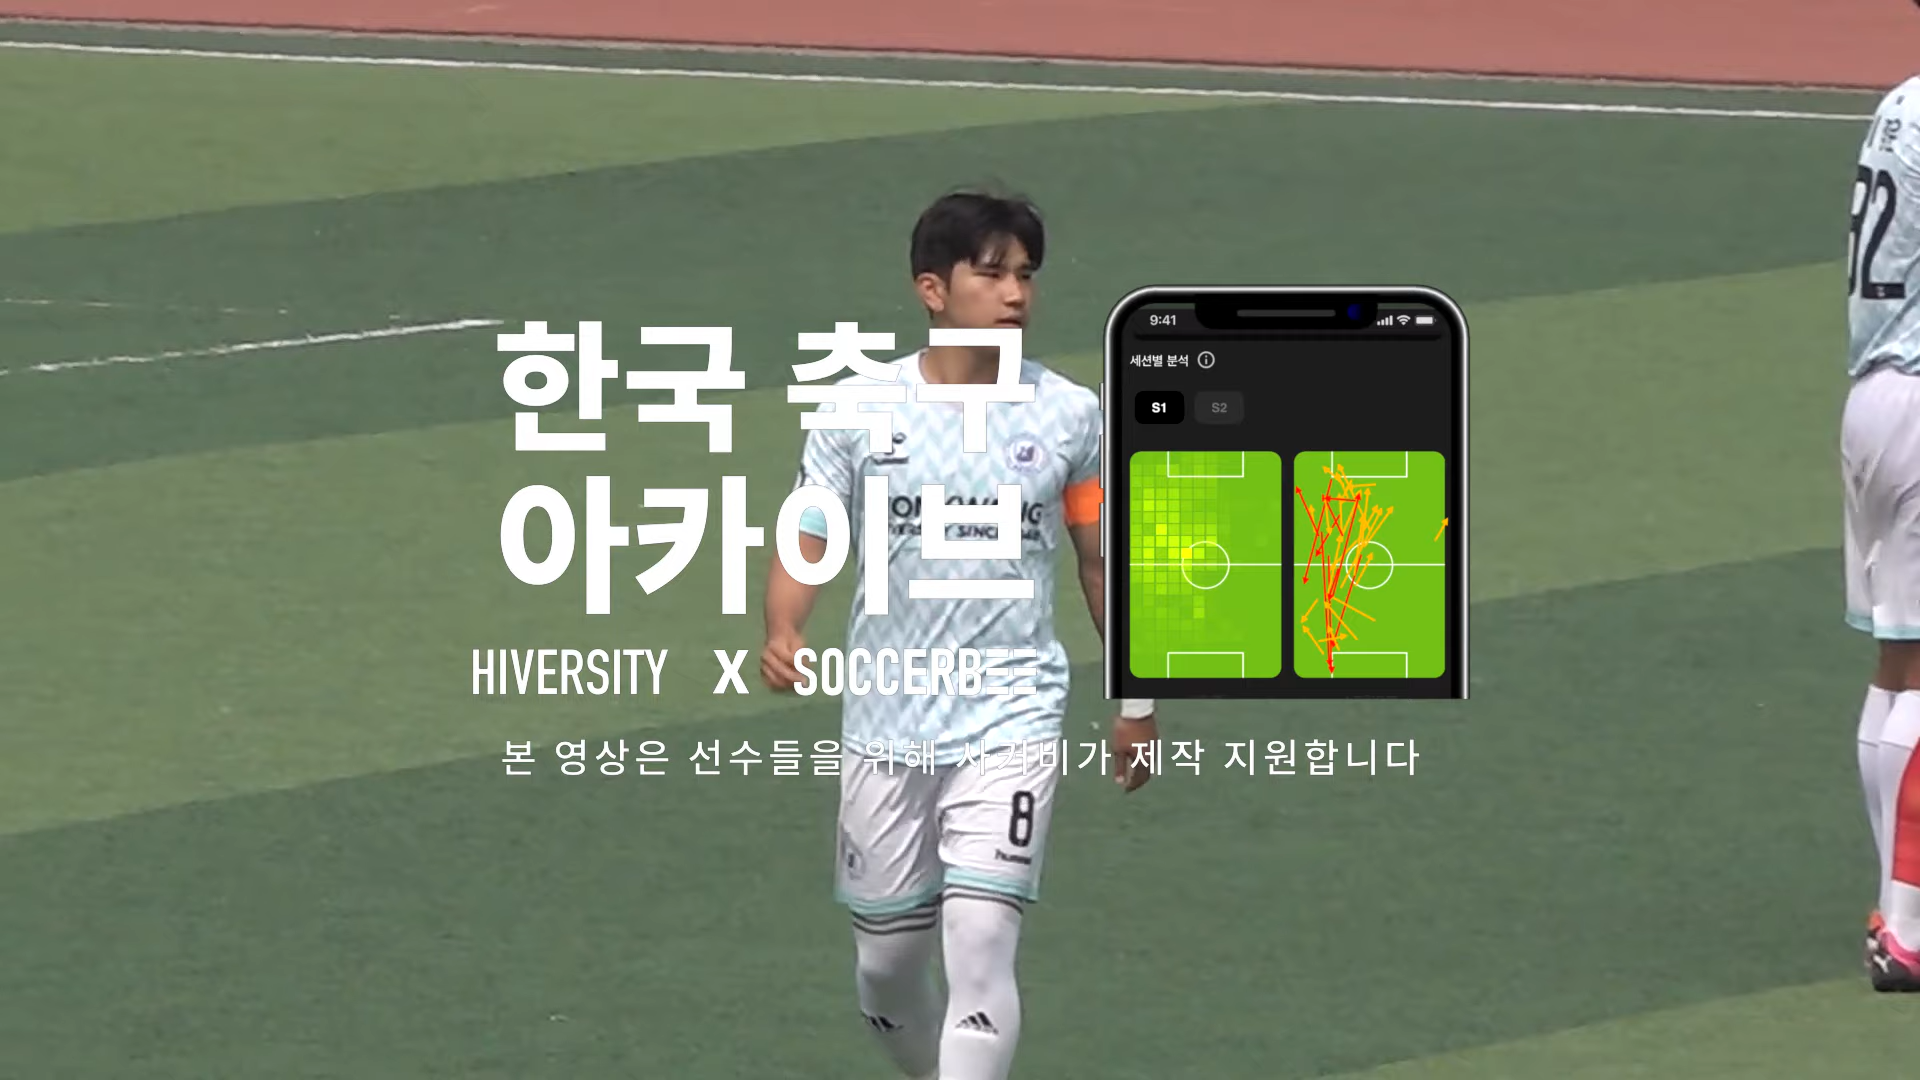 한국 축구
아카이브
HIVERSITY X SOCCERBEE
본 영상은 선수들을 위해 사커비가 제작 지원합니다
9:41
세션별 분석
S1 S2
8
hummel